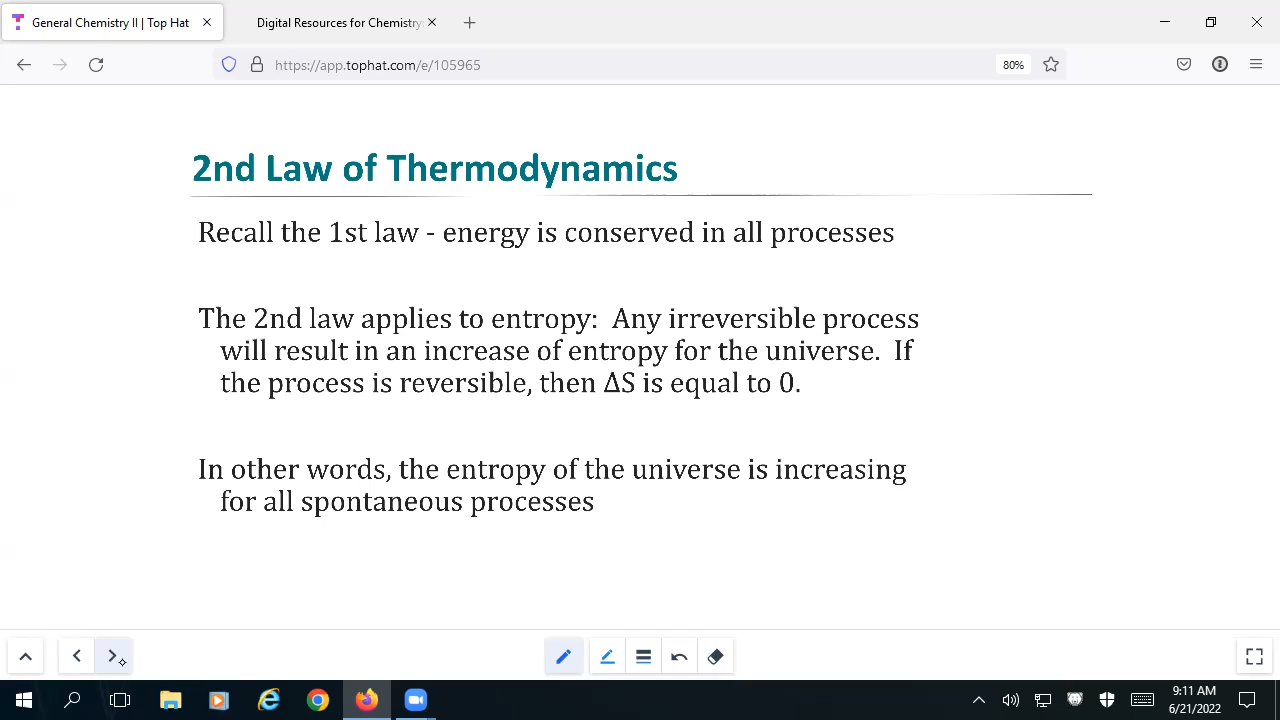 General Chemistry II | Top Hat
Digital Resources for Chemistry
https://app.tophat.com/e/105965
80%
2nd Law of Thermodynamics
Recall the 1st law - energy is conserved in all processes
The 2nd law applies to entropy:  Any irreversible process
will result in an increase of entropy for the universe.  If
the process is reversible, then ΔS is equal to 0.
In other words, the entropy of the universe is increasing
for all spontaneous processes
9:11 AM
6/21/2022